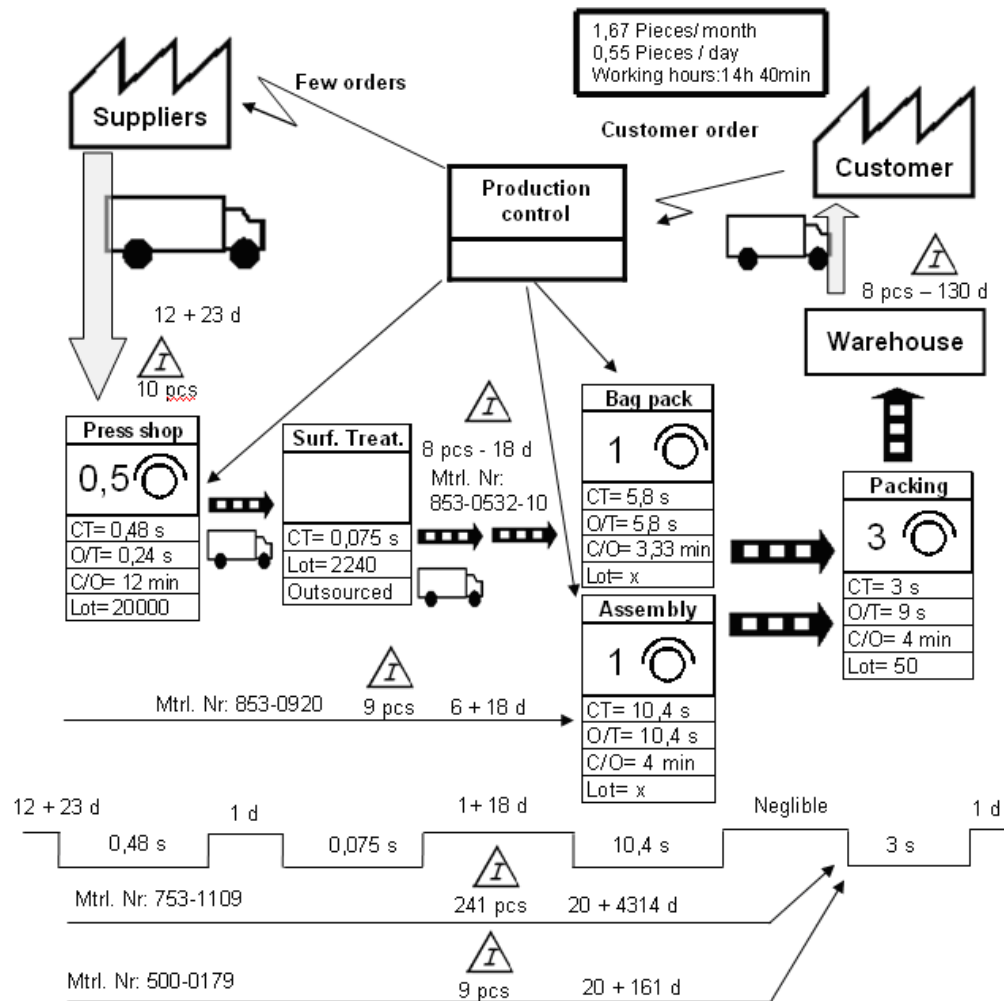 1,67 Pieces/ month
0,55 Pieces / day
Working hours:14h 40min
Suppliers
Few orders
Customer order
Customer
Production
control
12 + 23 d
I
10 pcs
I
8 pcs – 130 d
Warehouse
Press shop
0,5
CT= 0,48 s
O/T= 0,24 s
C/O= 12 min
Lot= 20000
Surf. Treat.
CT= 0,075 s
Lot= 2240
Outsourced
I
8 pcs - 18 d
Mtrl. Nr:
853-0532-10
Bag pack
1
CT= 5,8 s
O/T= 5,8 s
C/O= 3,33 min
Lot= x
Assembly
1
CT= 10,4 s
O/T= 10,4 s
C/O= 4 min
Lot= x
Packing
3
CT= 3 s
O/T= 9 s
C/O= 4 min
Lot= 50
I
Mtrl. Nr: 853-0920 9 pcs 6 + 18 d
12 + 23 d 1 d 1+ 18 d Neglible 1 d
0,48 s 0,075 s 10,4 s 3 s
I
Mtrl. Nr: 753-1109 241 pcs 20 + 4314 d
I
Mtrl. Nr: 500-0179 9 pcs 20 + 161 d